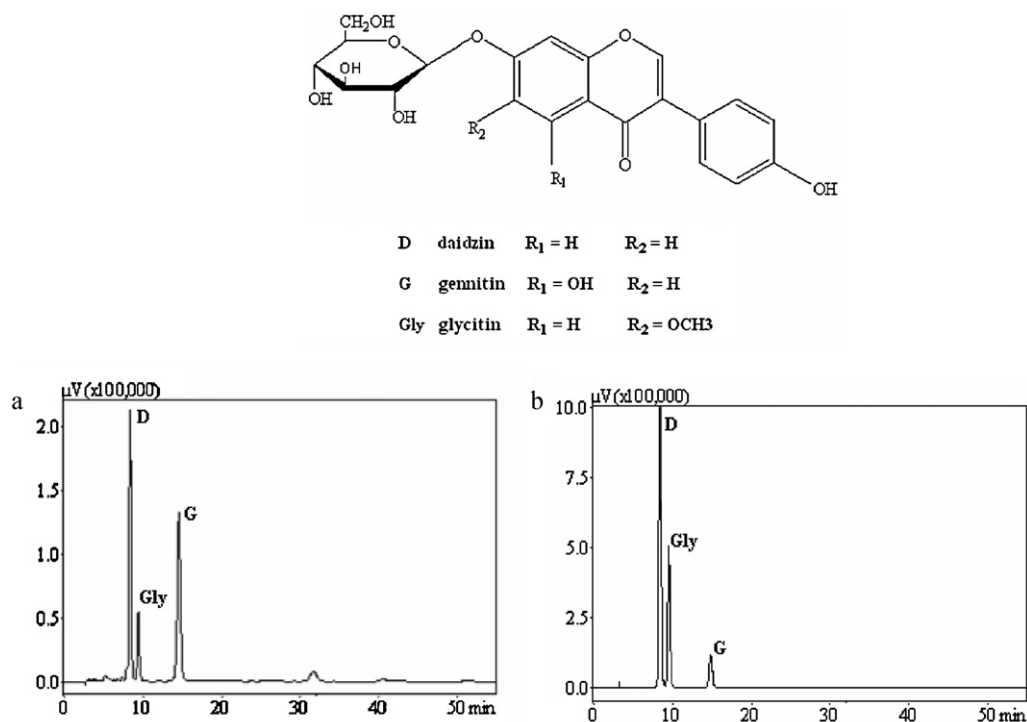 CH₂OH
O
O
O
OH
OH
OH
OH
R₂
R₁
O
OH
D daidzin R₁ = H R₂ = H
G gennitin R₁ = OH R₂ = H
Gly glycitin R₁ = H R₂ = OCH3
a
μV (x100,000)
2.0
1.5
1.0
0.5
0.0
D
Gly
G
0 10 20 30 40 50 min
b
μV (x100,000)
10.0
7.5
5.0
2.5
0.0
D
Gly
G
0 10 20 30 40 50 min